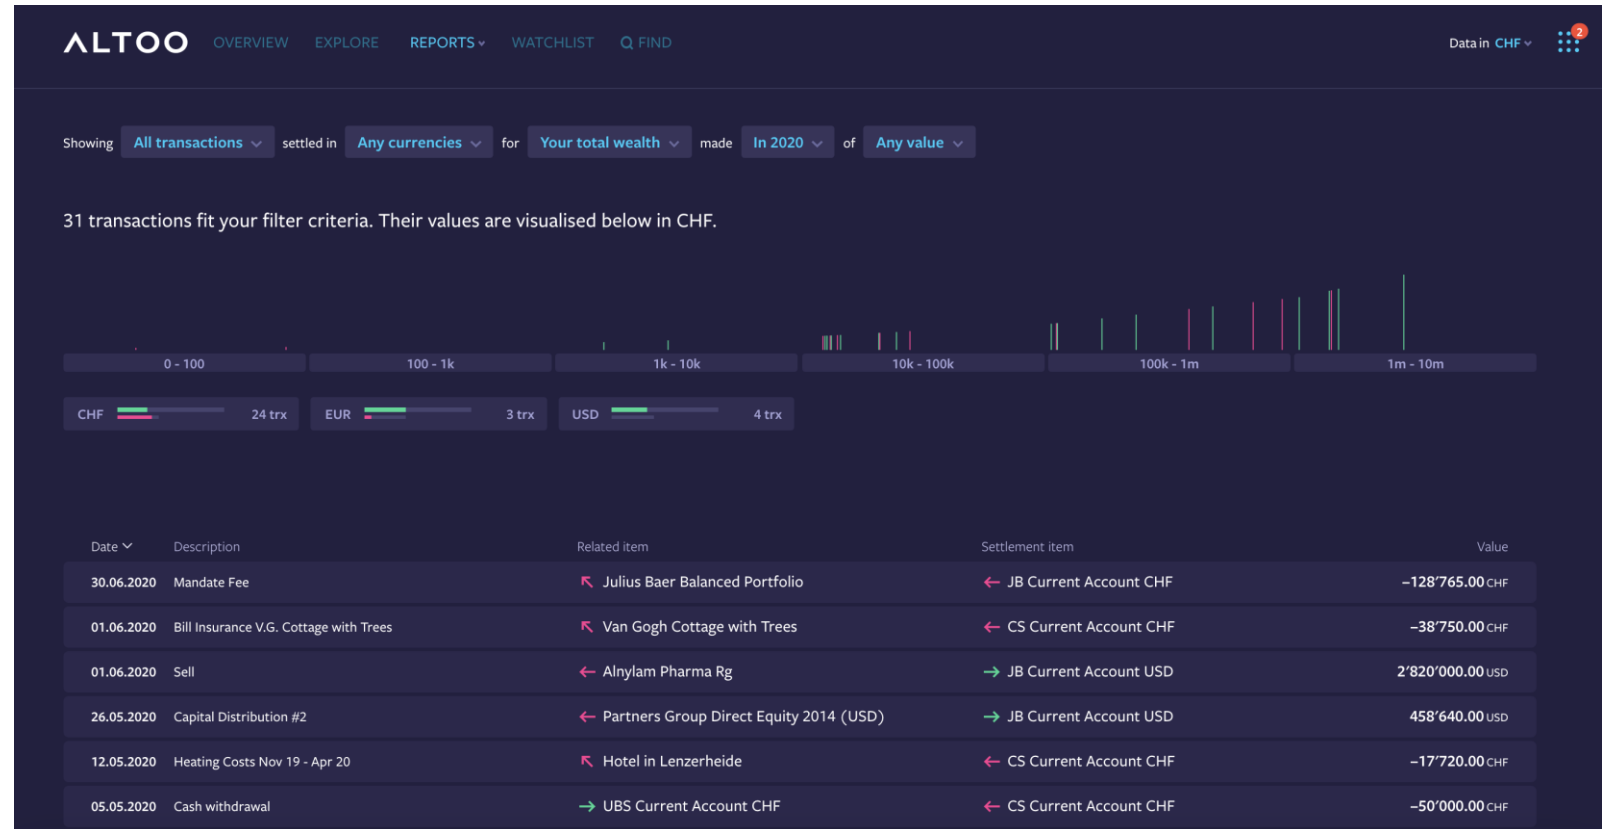 ALTOO OVERVIEW EXPLORE REPORTS WATCHLIST FIND Data in CHF 2
Showing All transactions settled in Any currencies for Your total wealth made In 2020 of Any value
31 transactions fit your filter criteria. Their values are visualised below in CHF.
0 - 100 100 - 1k 1k - 10k 10k - 100k 100k - 1m 1m - 10m
CHF 24 trx EUR 3 trx USD 4 trx
Date Description Related item Settlement item Value
30.06.2020 Mandate Fee Julius Baer Balanced Portfolio JB Current Account CHF –128’765.00 CHF
01.06.2020 Bill Insurance V.G. Cottage with Trees Van Gogh Cottage with Trees CS Current Account CHF –38’750.00 CHF
01.06.2020 Sell Alnylam Pharma Rg JB Current Account USD 2’820’000.00 USD
26.05.2020 Capital Distribution #2 Partners Group Direct Equity 2014 (USD) JB Current Account USD 458’640.00 USD
12.05.2020 Heating Costs Nov 19 - Apr 20 Hotel in Lenzerheide CS Current Account CHF –17’720.00 CHF
05.05.2020 Cash withdrawal UBS Current Account CHF CS Current Account CHF –50’000.00 CHF